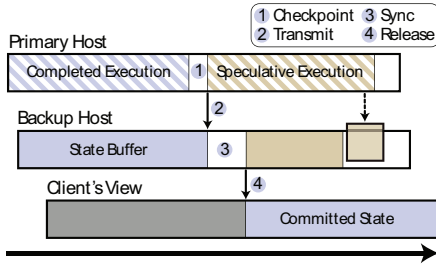 1 Checkpoint 3 Sync
2 Transmit 4 Release
Primary Host
Completed Execution 1 Speculative Execution
2
Backup Host
State Buffer 3
4
Client's View
Committed State